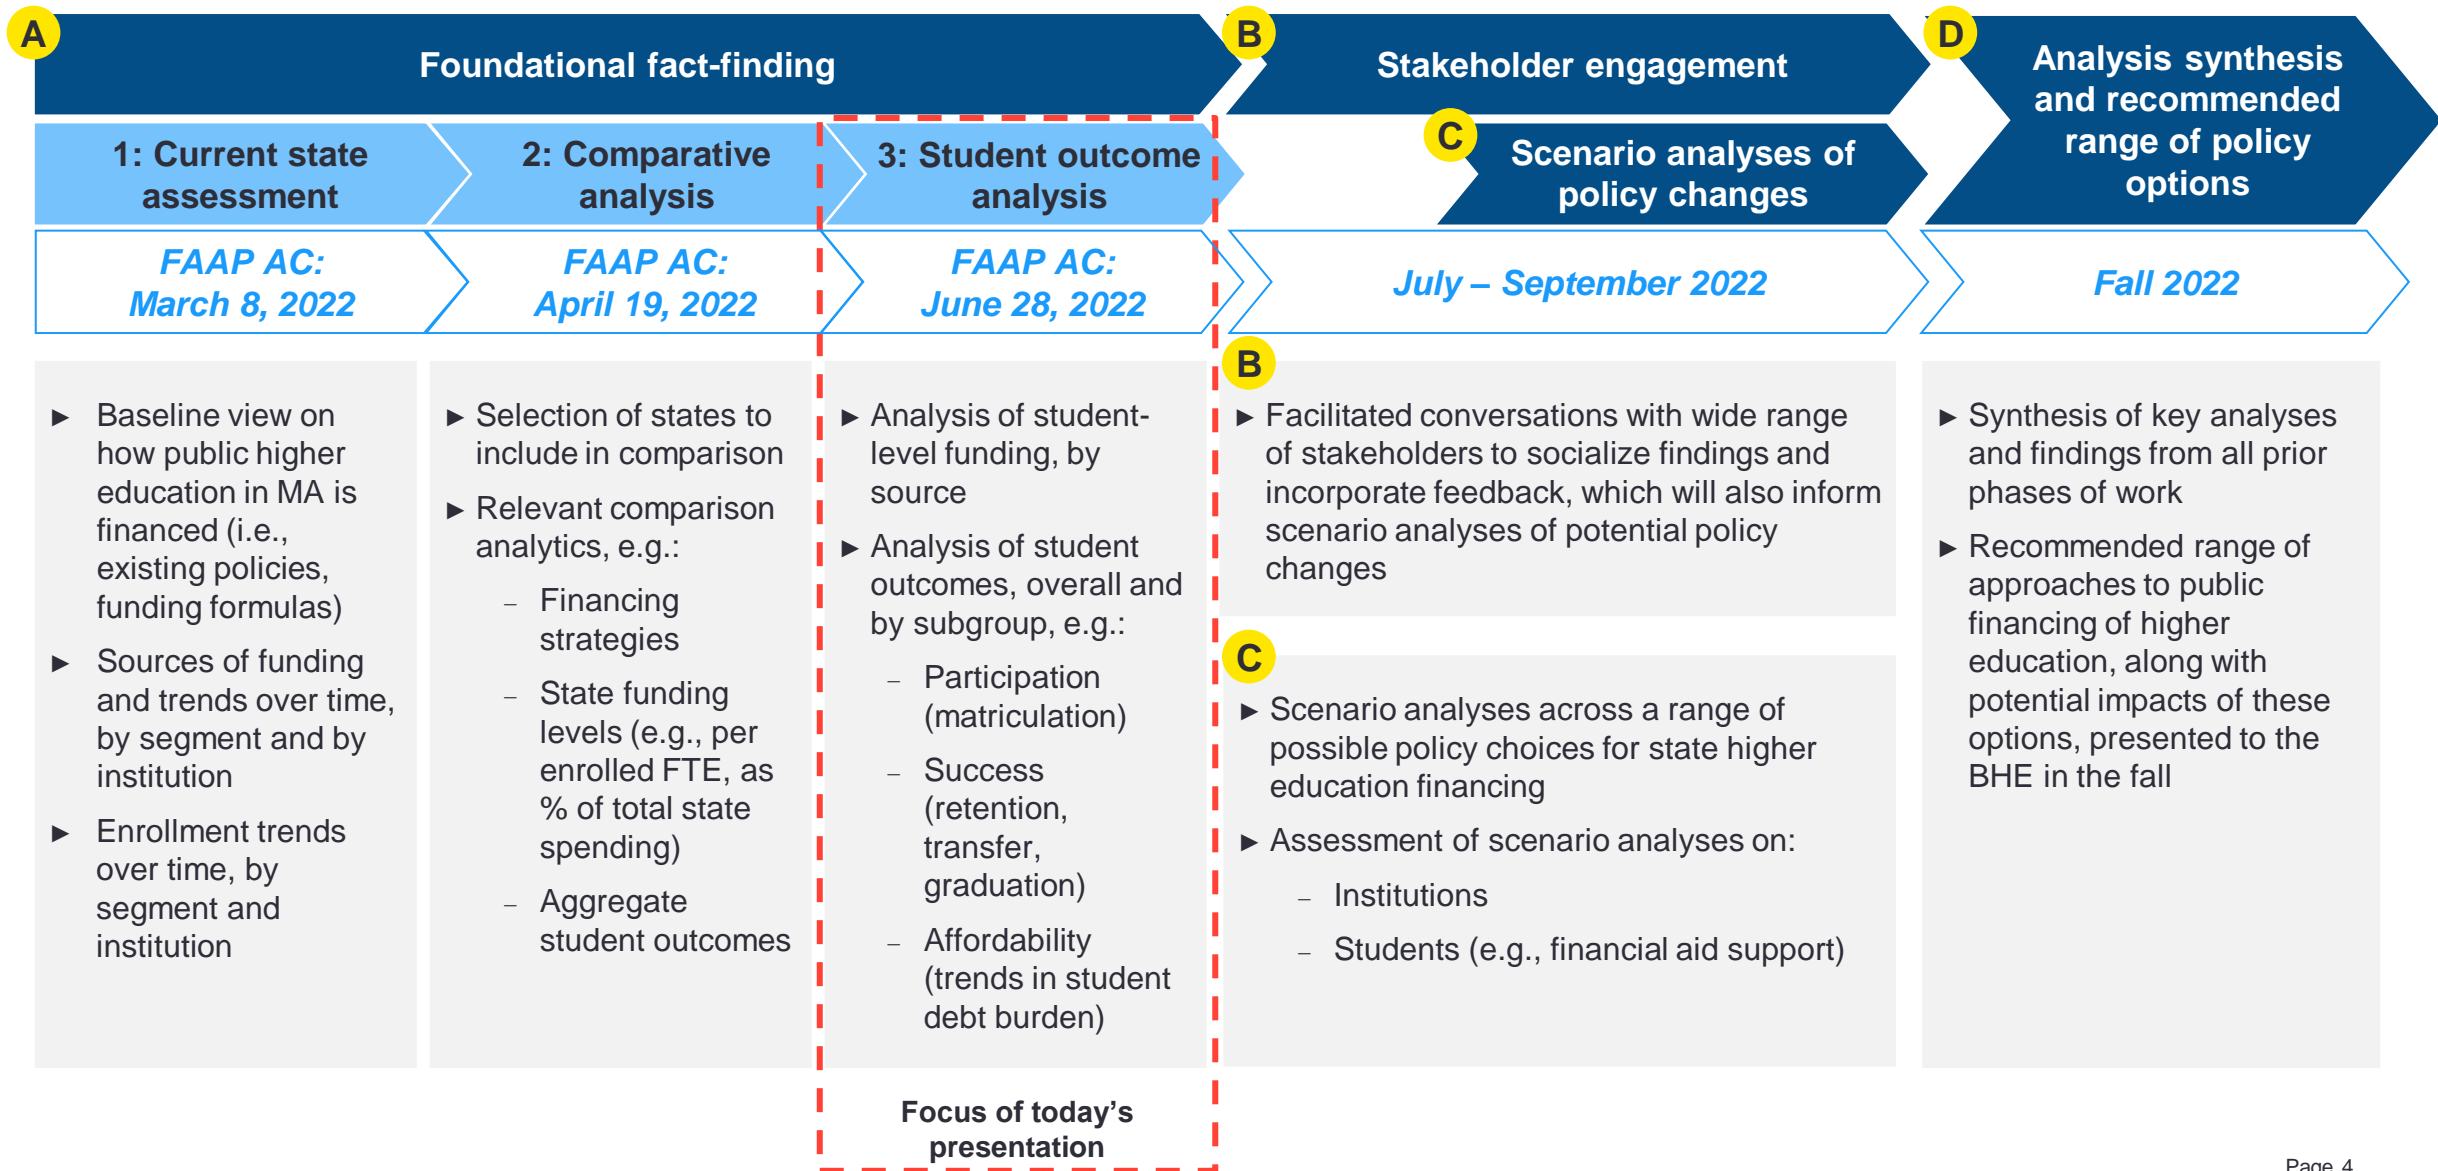 A
Foundational fact-finding
B
Stakeholder engagement
D
Analysis synthesis
and recommended
range of policy
options
1: Current state
assessment
2: Comparative
analysis
3: Student outcome
analysis
C
Scenario analyses of
policy changes
FAAP AC:
March 8, 2022
FAAP AC:
April 19, 2022
FAAP AC:
June 28, 2022
July – September 2022
Fall 2022
► Baseline view on
how public higher
education in MA is
financed (i.e.,
existing policies,
funding formulas)
► Sources of funding
and trends over time,
by segment and by
institution
► Enrollment trends
over time, by
segment and
institution
► Selection of states to
include in comparison
► Relevant comparison
analytics, e.g.:
– Financing
strategies
– State funding
levels (e.g., per
enrolled FTE, as
% of total state
spending)
– Aggregate
student outcomes
► Analysis of student-
level funding, by
source
► Analysis of student
outcomes, overall and
by subgroup, e.g.:
– Participation
(matriculation)
– Success
(retention,
transfer,
graduation)
– Affordability
(trends in student
debt burden)
Focus of today’s
presentation
B
► Facilitated conversations with wide range
of stakeholders to socialize findings and
incorporate feedback, which will also inform
scenario analyses of potential policy
changes
C
► Scenario analyses across a range of
possible policy choices for state higher
education financing
► Assessment of scenario analyses on:
– Institutions
– Students (e.g., financial aid support)
► Synthesis of key analyses
and findings from all prior
phases of work
► Recommended range of
approaches to public
financing of higher
education, along with
potential impacts of these
options, presented to the
BHE in the fall
Page 4